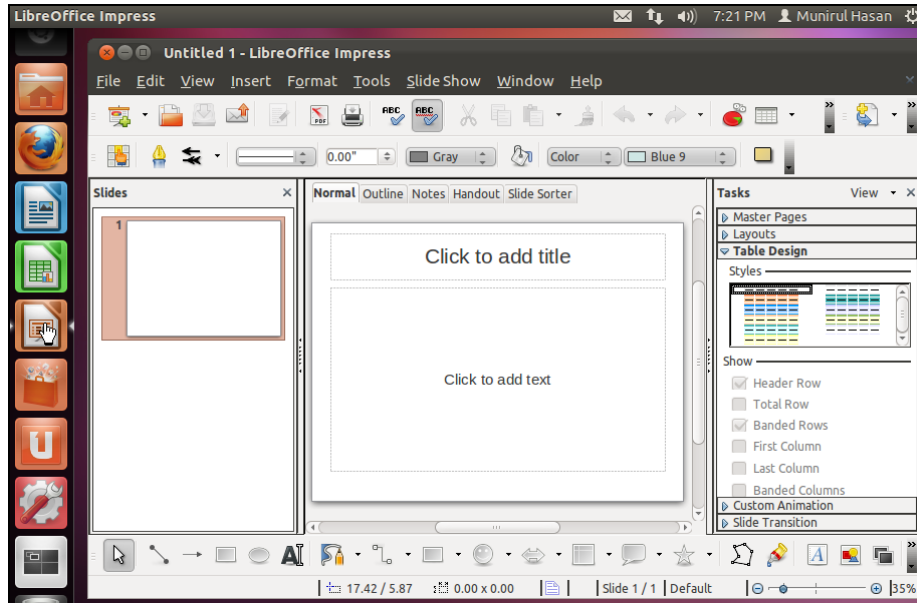 LibreOffice Impress 7:21 PM Munirul Hasan
Untitled 1 - LibreOffice Impress
File Edit View Insert Format Tools Slide Show Window Help
PDF ABC ABC
0.00" Gray Color Blue 9
Slides
1
Normal Outline Notes Handout Slide Sorter
Click to add title
Click to add text
Tasks View
Master Pages
Layouts
Table Design
Styles
Show
Header Row
Total Row
Banded Rows
First Column
Last Column
Banded Columns
Custom Animation
Slide Transition
AI A
17.42 / 5.87 0.00 x 0.00 Slide 1 / 1 Default 35%